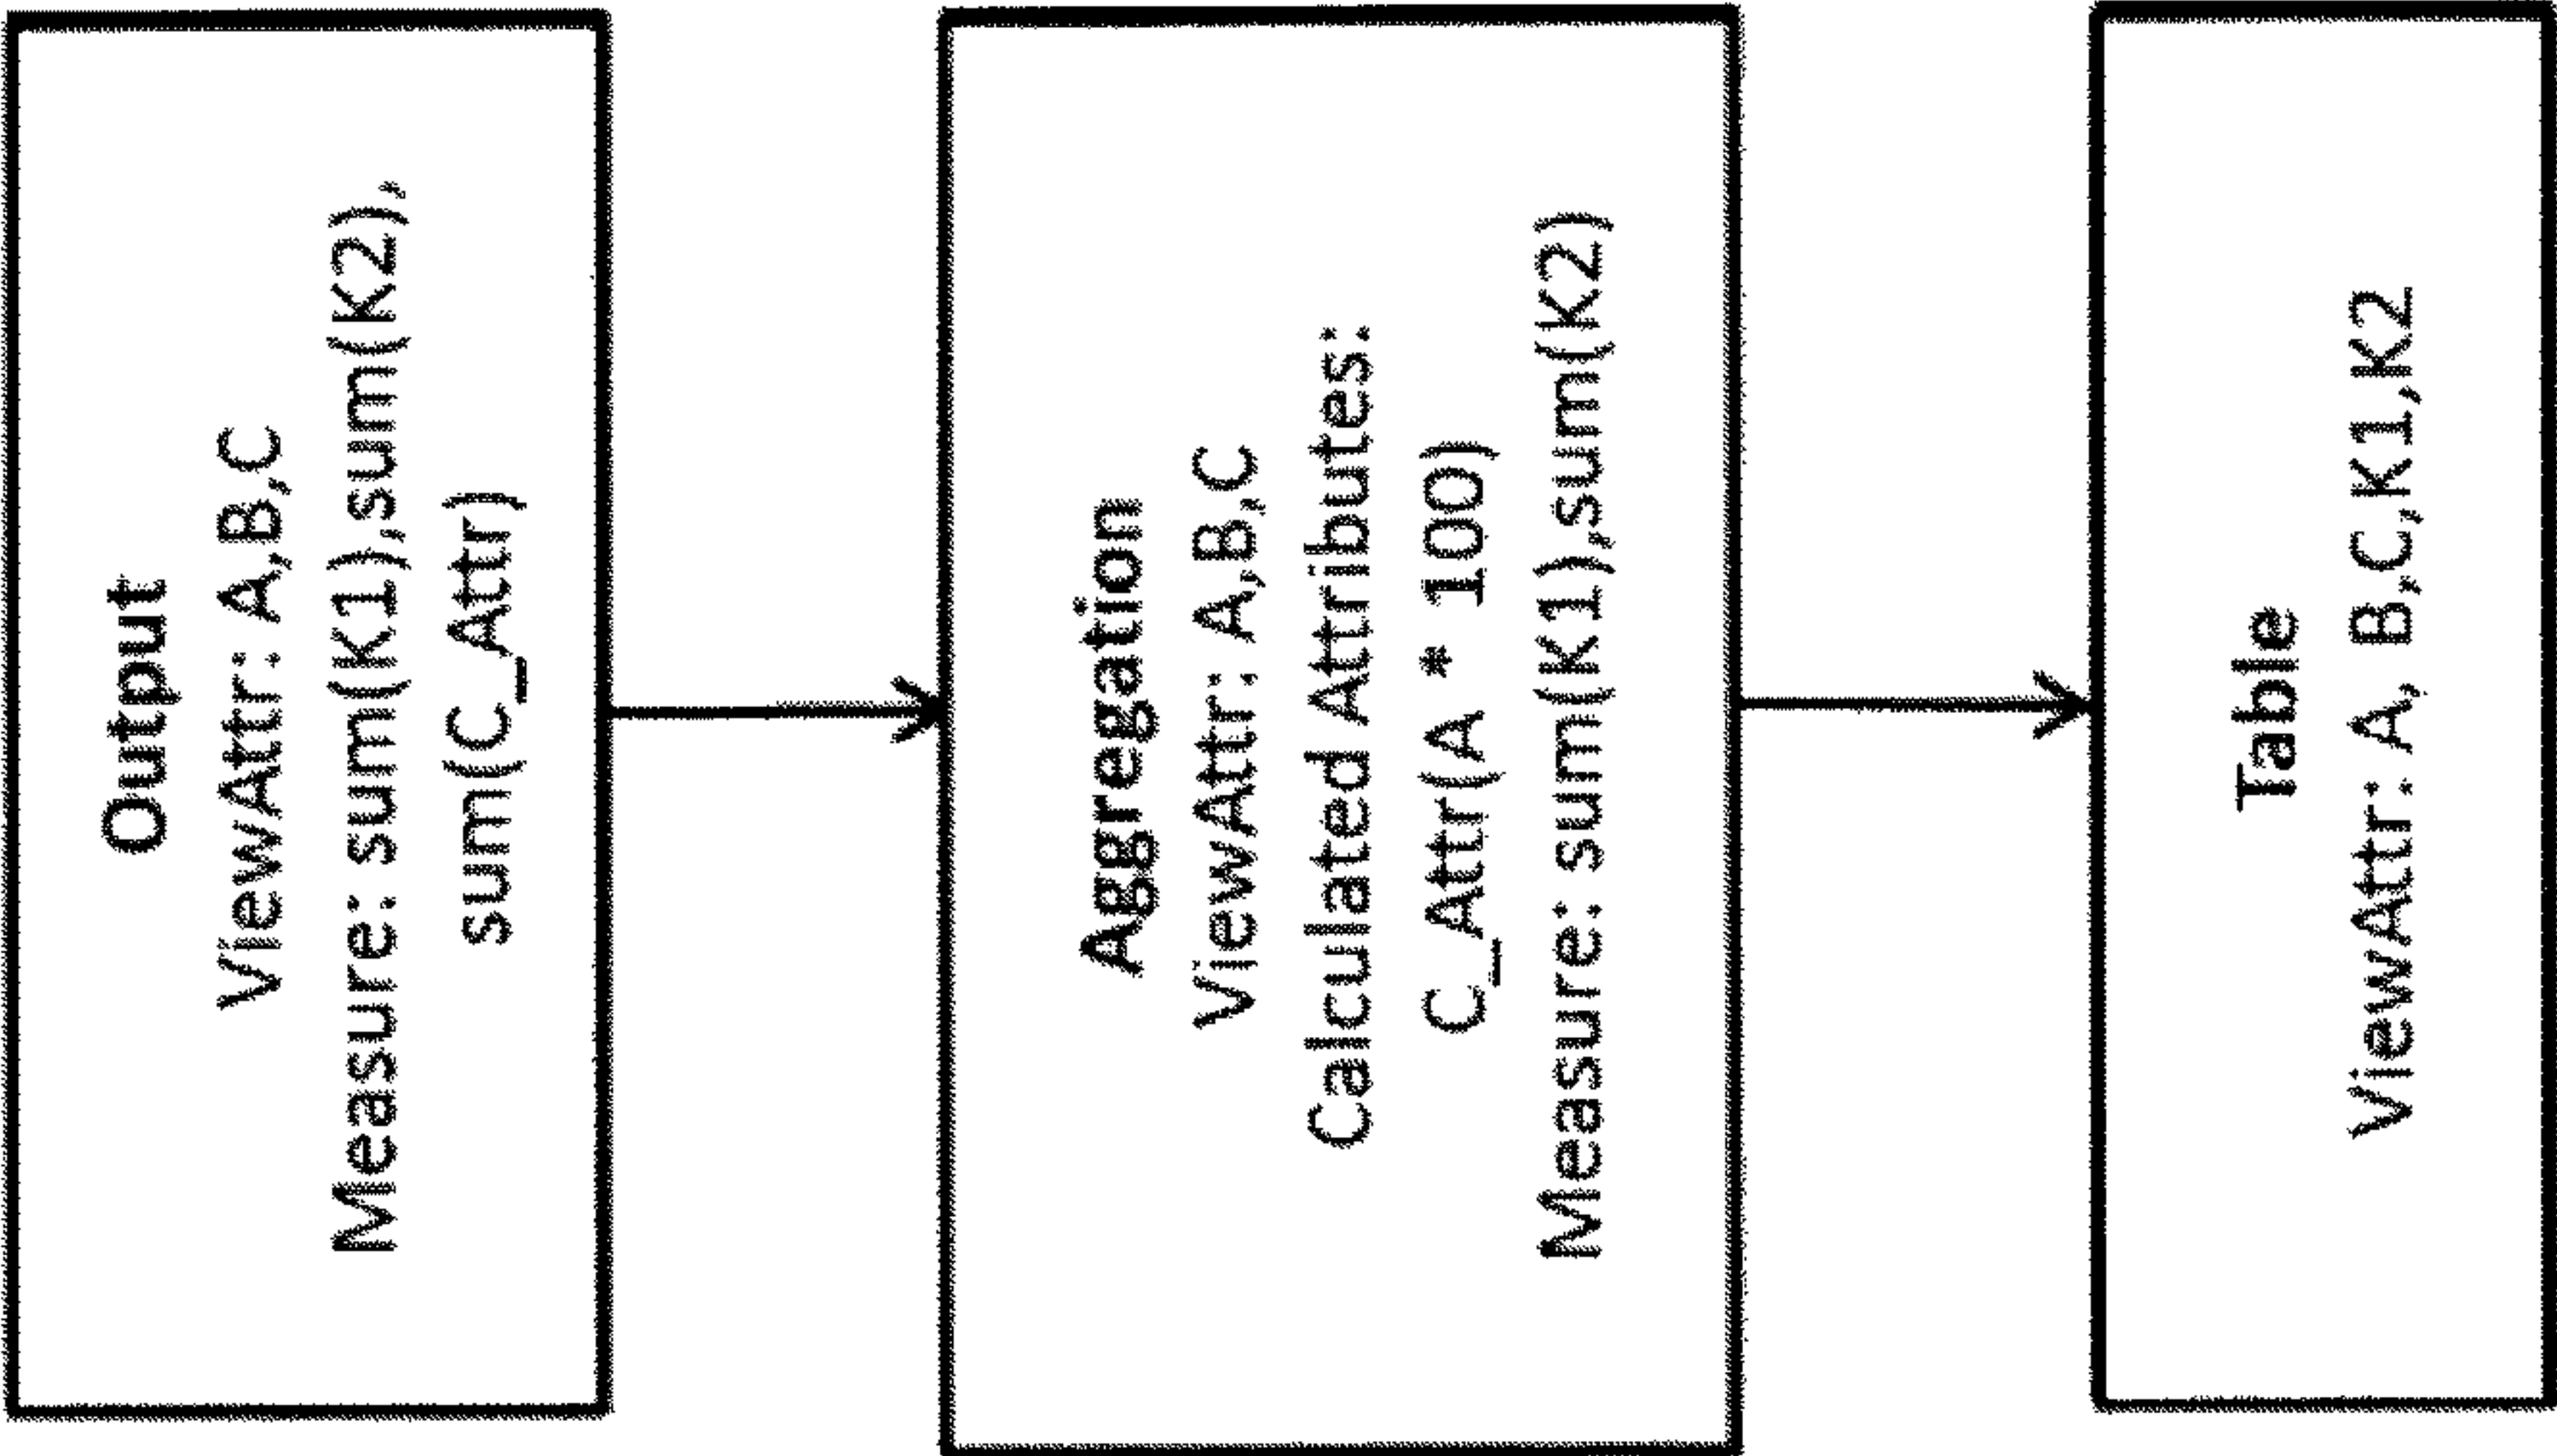 Output
ViewAttr: A,B,C
Measure: sum(K1),sum(K2),
sum(C_Attr)
Aggregation
ViewAttr: A,B,C
Calculated Attributes:
C_Attr(A * 100)
Measure: sum(K1),sum(K2)
Table
ViewAttr: A, B,C,K1,K2